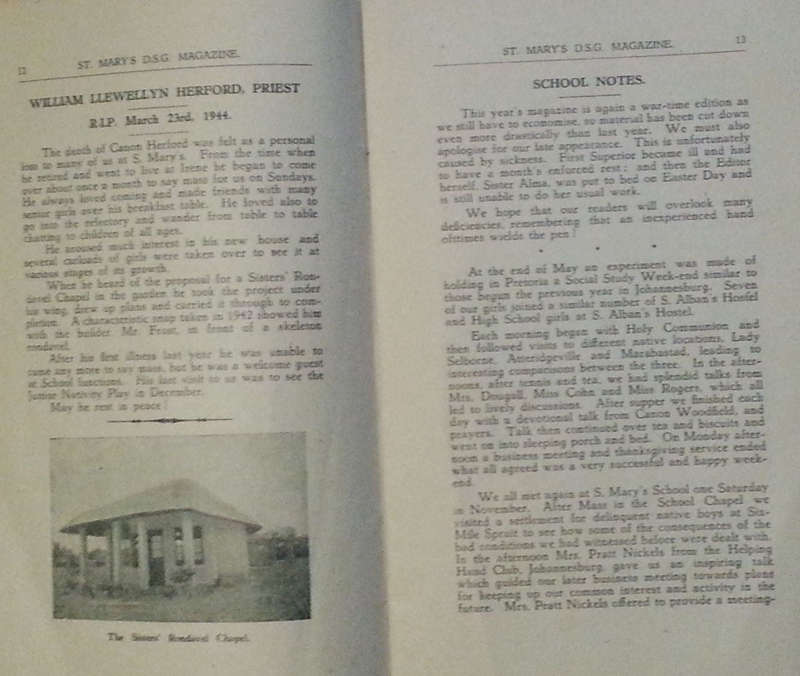 12
ST. MARY'S D.S.G. MAGAZINE.
WILLIAM LLEWELLYN HERFORD, PRIEST
R.I.P. March 23rd, 1944.
The death of Canon Herford was felt as a personal
loss to many of us at S. Mary's. From the time when
he retired and went to live at Irene he began to come
over about once a month to say mass for us on Sundays.
He always loved coming and made friends with many
senior girls over his breakfast table. He loved also to
go into the refectory and wander from table to table
chatting to children of all ages.
He aroused much interest in his new house and
several carloads of girls were taken over to see it at
various stages of its growth.
When he heard of the proposal for a Sisters' Ron-
davel Chapel in the garden he took the project under
his wing, drew up plans and carried it through to com-
pletion. A characteristic snap taken in 1942 showed him
with the builder, Mr. Frost, in front of a skeleton
rondavel.
After his first illness last year he was unable to
come any more to say mass, but he was a welcome guest
at School functions. His last visit to us was to see the
Junior Nativity Play in December.
May he rest in peace!
The Sisters' Rondavel Chapel.
ST. MARY'S D.S.G. MAGAZINE.
13
SCHOOL NOTES.
This year's magazine is again a war-time edition as
we still have to economise, so material has been cut down
even more drastically than last year. We must also
apologise for our late appearance. This is unfortunately
caused by sickness. First Superior became ill and had
to have a month's enforced rest; and then the Editor
herself, Sister Alma, was put to bed on Easter Day and
is still unable to do her usual work.
We hope that our readers will overlook many
deficiencies, remembering that an inexperienced hand
ofttimes wields the pen!
* * *
At the end of May an experiment was made of
holding in Pretoria a Social Study Week-end similar to
those begun the previous year in Johannesburg. Seven
of our girls joined a similar number of S. Alban's Hostel
and High School girls at S. Alban's Hostel.
Each morning began with Holy Communion and
then followed visits to different native locations, Lady
Selborne, Atteridgeville and Marabastad, leading to
interesting comparisons between the three. In the after-
noons, after tennis and tea, we had splendid talks from
Mrs. Dougall, Miss Cohn and Miss Rogers, which all
led to lively discussions. After supper we finished each
day with a devotional talk from Canon Woodfield, and
prayers. Talk then continued over tea and biscuits and
went on into sleeping porch and bed. On Monday after-
noon a business meeting and thanksgiving service ended
what all agreed was a very successful and happy week-
end.
We all met again at S. Mary's School one Saturday
in November. After Mass in the School Chapel we
visited a settlement for delinquent native boys at Six-
Mile Spruit to see how some of the consequences of the
bad conditions we had witnessed before were dealt with.
In the afternoon Mrs. Pratt Nickels from the Helping
Hand Club, Johannesburg, gave us an inspiring talk
which guided our later business meeting towards plans
for keeping up our common interest and activity in the
future. Mrs. Pratt Nickels offered to provide a meeting-